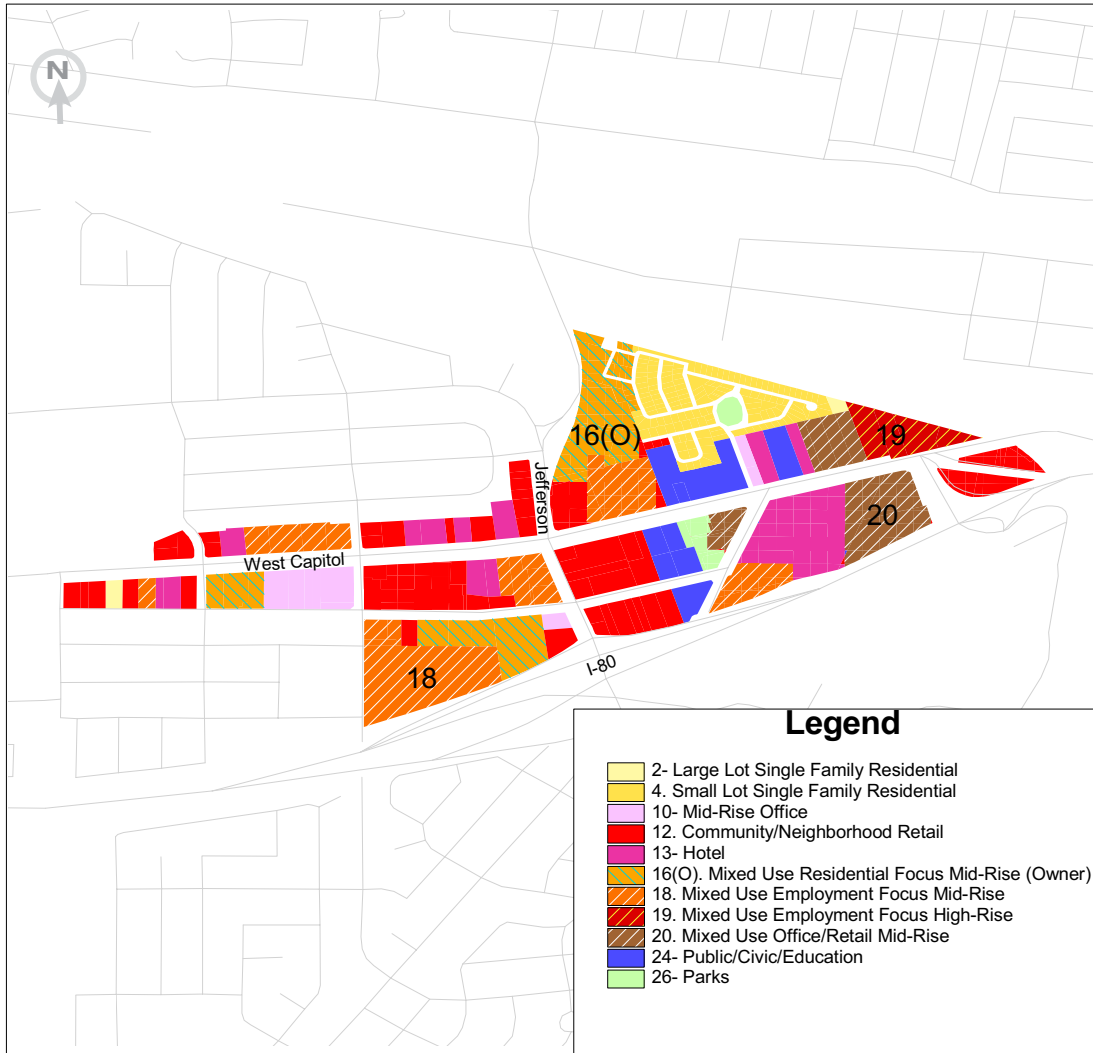 N
16(O)
19
Jefferson
20
West Capitol
18
I-80
Legend
2- Large Lot Single Family Residential
4. Small Lot Single Family Residential
10- Mid-Rise Office
12. Community/Neighborhood Retail
13- Hotel
16(O). Mixed Use Residential Focus Mid-Rise (Owner)
18. Mixed Use Employment Focus Mid-Rise
19. Mixed Use Employment Focus High-Rise
20. Mixed Use Office/Retail Mid-Rise
24- Public/Civic/Education
26- Parks